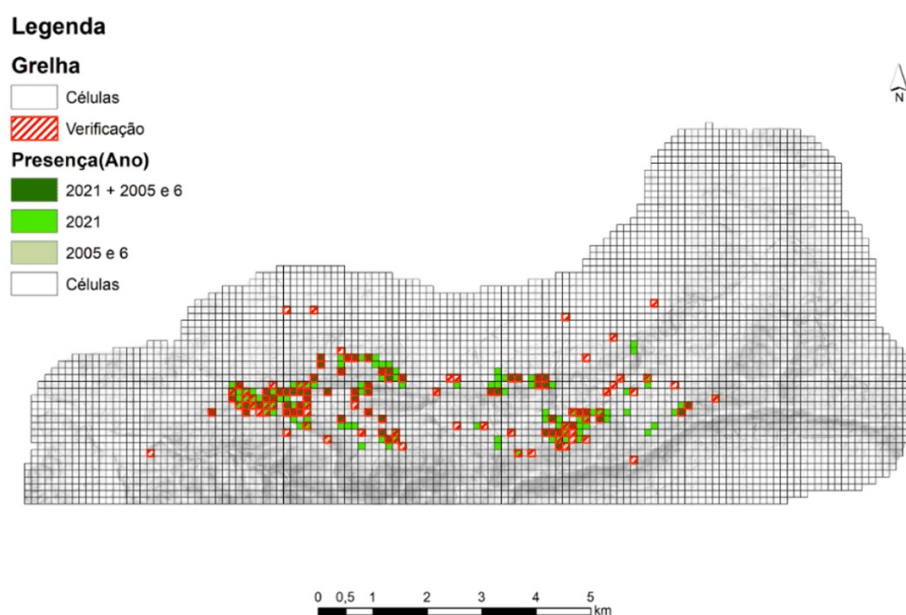 Legenda
Grelha
Células
Verificação
Presença(Ano)
2021 + 2005 e 6
2021
2005 e 6
Células
N
0 0,5 1 2 3 4 5
km